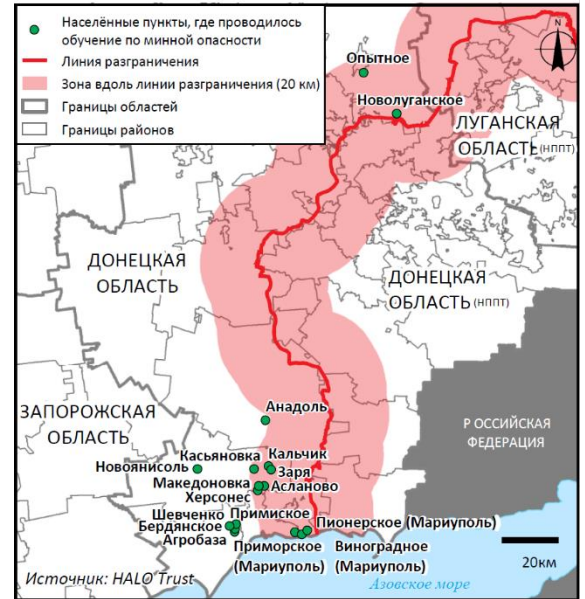 Населённые пункты, где проводилось
обучение по минной опасности
Линия разграничения
Зона вдоль линии разграничения (20 км)
Границы областей
Границы районов
N
Опытное
Новолуганское
ЛУГАНСКАЯ
ОБЛАСТЬ (НППТ)
ДОНЕЦКАЯ
ОБЛАСТЬ
ДОНЕЦКАЯ
ОБЛАСТЬ (НППТ)
ЗАПОРОЖСКАЯ
ОБЛАСТЬ
Р ОССИЙСКАЯ
ФЕДЕРАЦИЯ
Анадоль
Касьяновка
Кальчик
Новоянисоль
Заря
Македоновка
Асланово
Херсонес
Шевченко
Примиское
Бердянское
Пионерское (Мариуполь)
Агробаза
Приморское
(Мариуполь)
Виноградное
(Мариуполь)
20км
Источник: HALO Trust
Азовское море